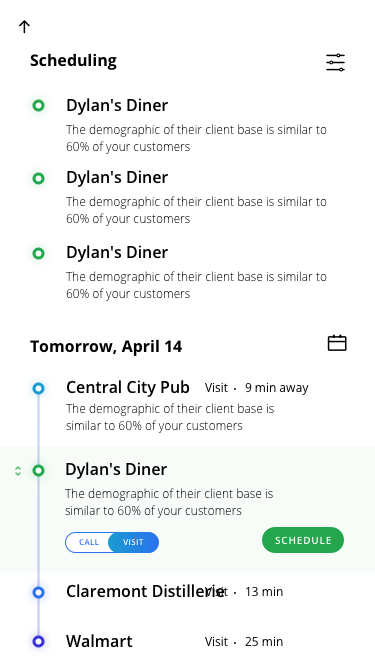 Scheduling
Dylan's Diner
The demographic of their client base is similar to
60% of your customers
Dylan's Diner
The demographic of their client base is similar to
60% of your customers
Dylan's Diner
The demographic of their client base is similar to
60% of your customers
Tomorrow, April 14
Central City Pub Visit · 9 min away
The demographic of their client base is
similar to 60% of your customers
Dylan's Diner
The demographic of their client base is
similar to 60% of your customers
CALL VISIT SCHEDULE
Claremont Distillerie Visit · 13 min
Walmart Visit · 25 min